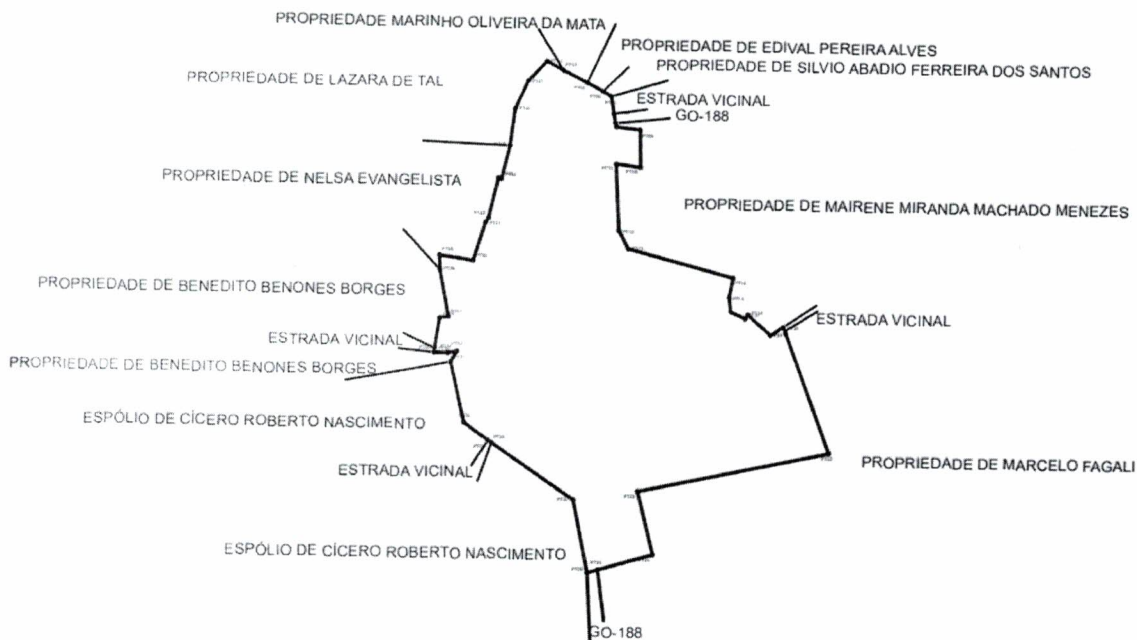 PROPRIEDADE MARINHO OLIVEIRA DA MATA
PROPRIEDADE DE EDIVAL PEREIRA ALVES
PROPRIEDADE DE SILVIO ABADIO FERREIRA DOS SANTOS
PROPRIEDADE DE LAZARA DE TAL
ESTRADA VICINAL
GO-188
PROPRIEDADE DE NELSA EVANGELISTA
PROPRIEDADE DE MAIRENE MIRANDA MACHADO MENEZES
PROPRIEDADE DE BENEDITO BENONES BORGES
ESTRADA VICINAL
ESTRADA VICINAL
PROPRIEDADE DE BENEDITO BENONES BORGES
ESPÓLIO DE CÍCERO ROBERTO NASCIMENTO
ESTRADA VICINAL
PROPRIEDADE DE MARCELO FAGALI
ESPÓLIO DE CÍCERO ROBERTO NASCIMENTO
GO-188